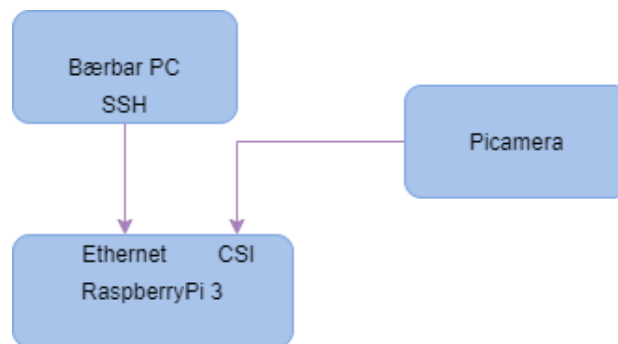 Bærbar PC
SSH
Picamera
Ethernet CSI
RaspberryPi 3